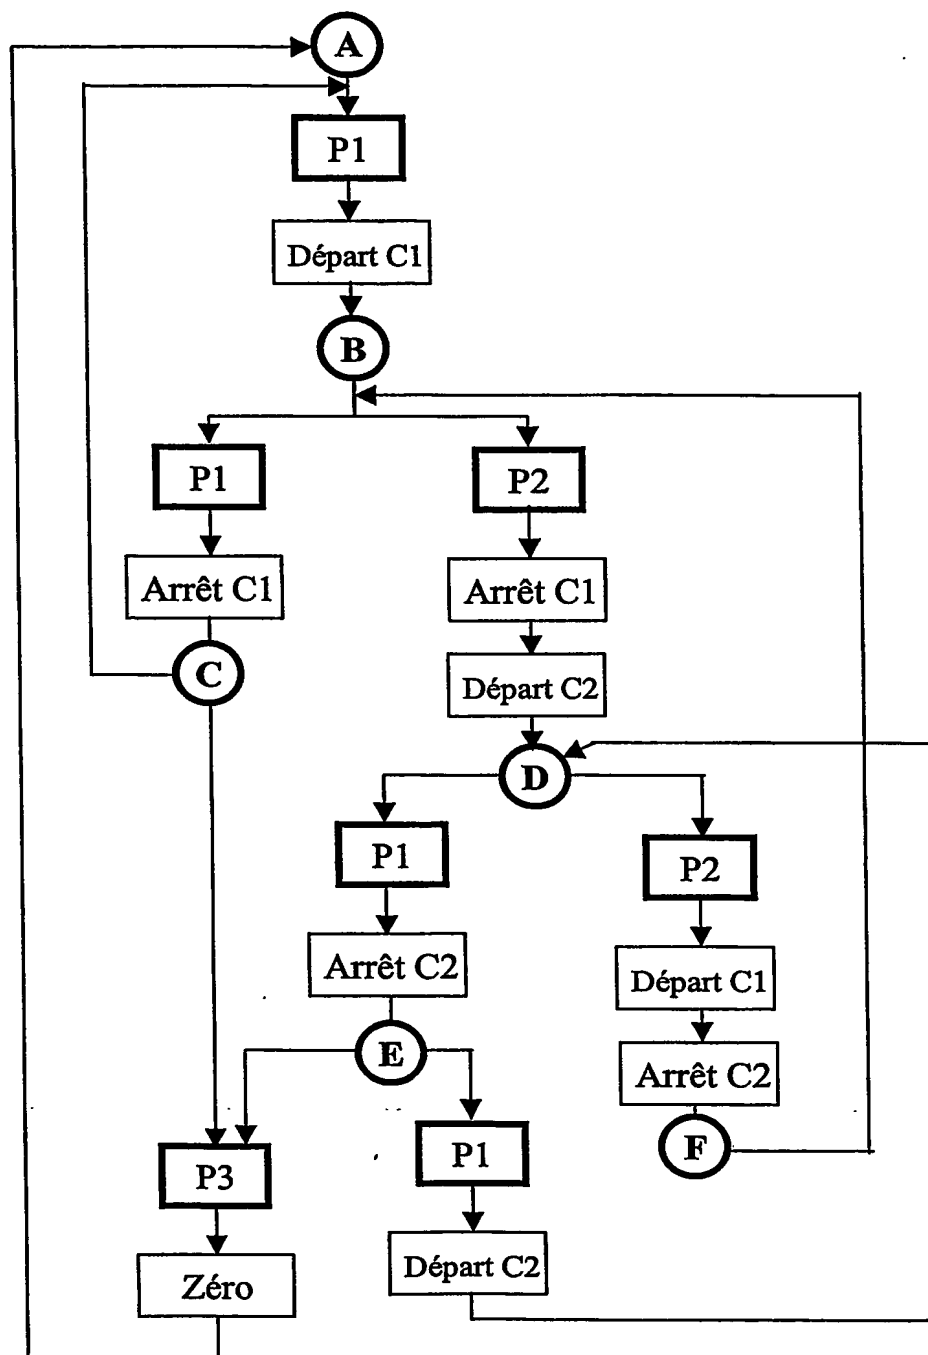 A
P1
Départ C1
B
P1
P2
Arrêt C1
Arrêt C1
C
Départ C2
D
P1
P2
Arrêt C2
Départ C1
E
Arrêt C2
F
P3
P1
Zéro
Départ C2